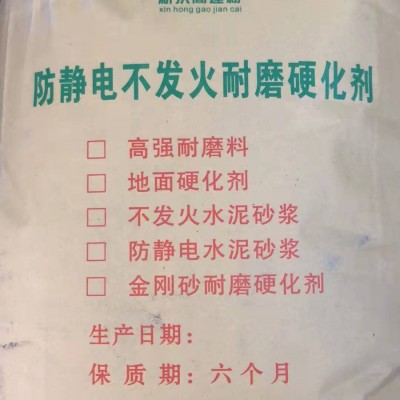 xin hong gao jian cai
防静电不发火耐磨硬化剂
□ 高强耐磨料
□ 地面硬化剂
□ 不发火水泥砂浆
□ 防静电水泥砂浆
□ 金刚砂耐磨硬化剂
生产日期：
保质期：六个月